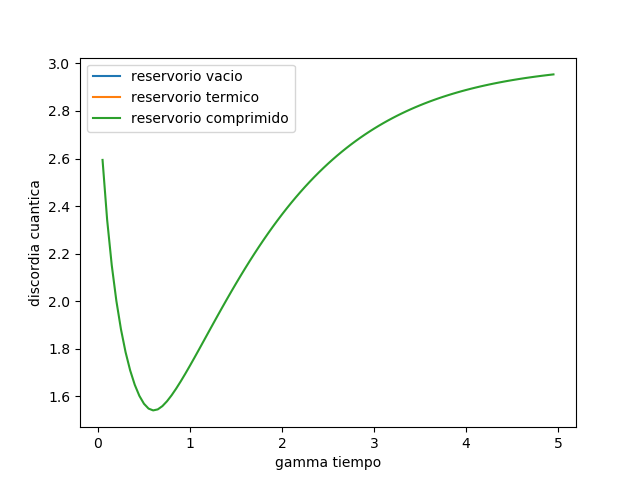 3.0
2.8
2.6
2.4
2.2
2.0
1.8
1.6
discordia cuantica
reservorio vacio
reservorio termico
reservorio comprimido
0 1 2 3 4 5
gamma tiempo